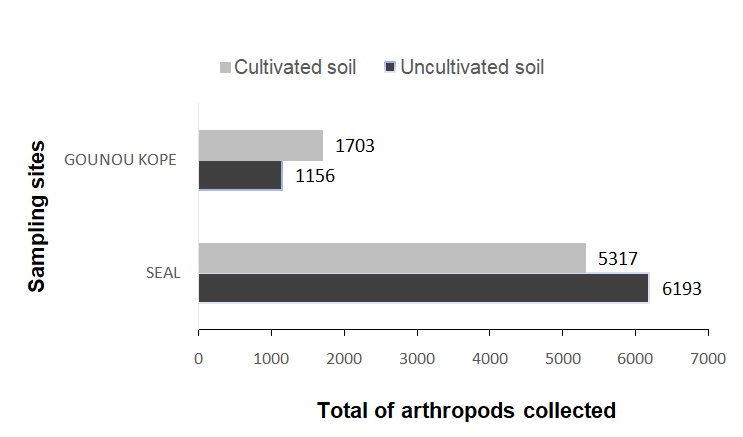 Cultivated soil Uncultivated soil
Sampling sites
GOUNOU KOPE
1703
1156
SEAL
5317
6193
0 1000 2000 3000 4000 5000 6000 7000
Total of arthropods collected